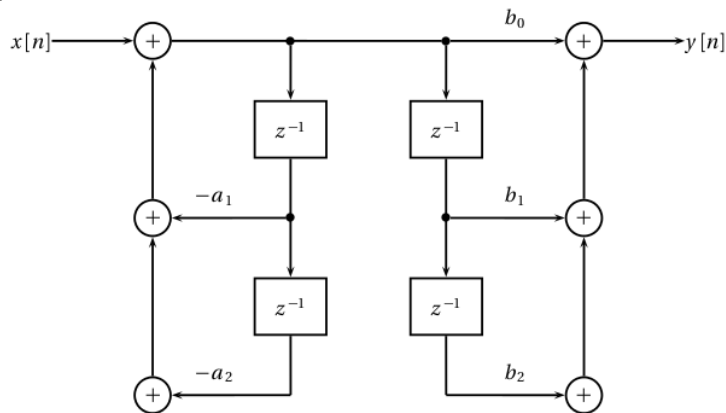 x[n] + b₀ + y[n]
z⁻¹ z⁻¹
+ −a₁ b₁ +
z⁻¹ z⁻¹
+ −a₂ b₂ +